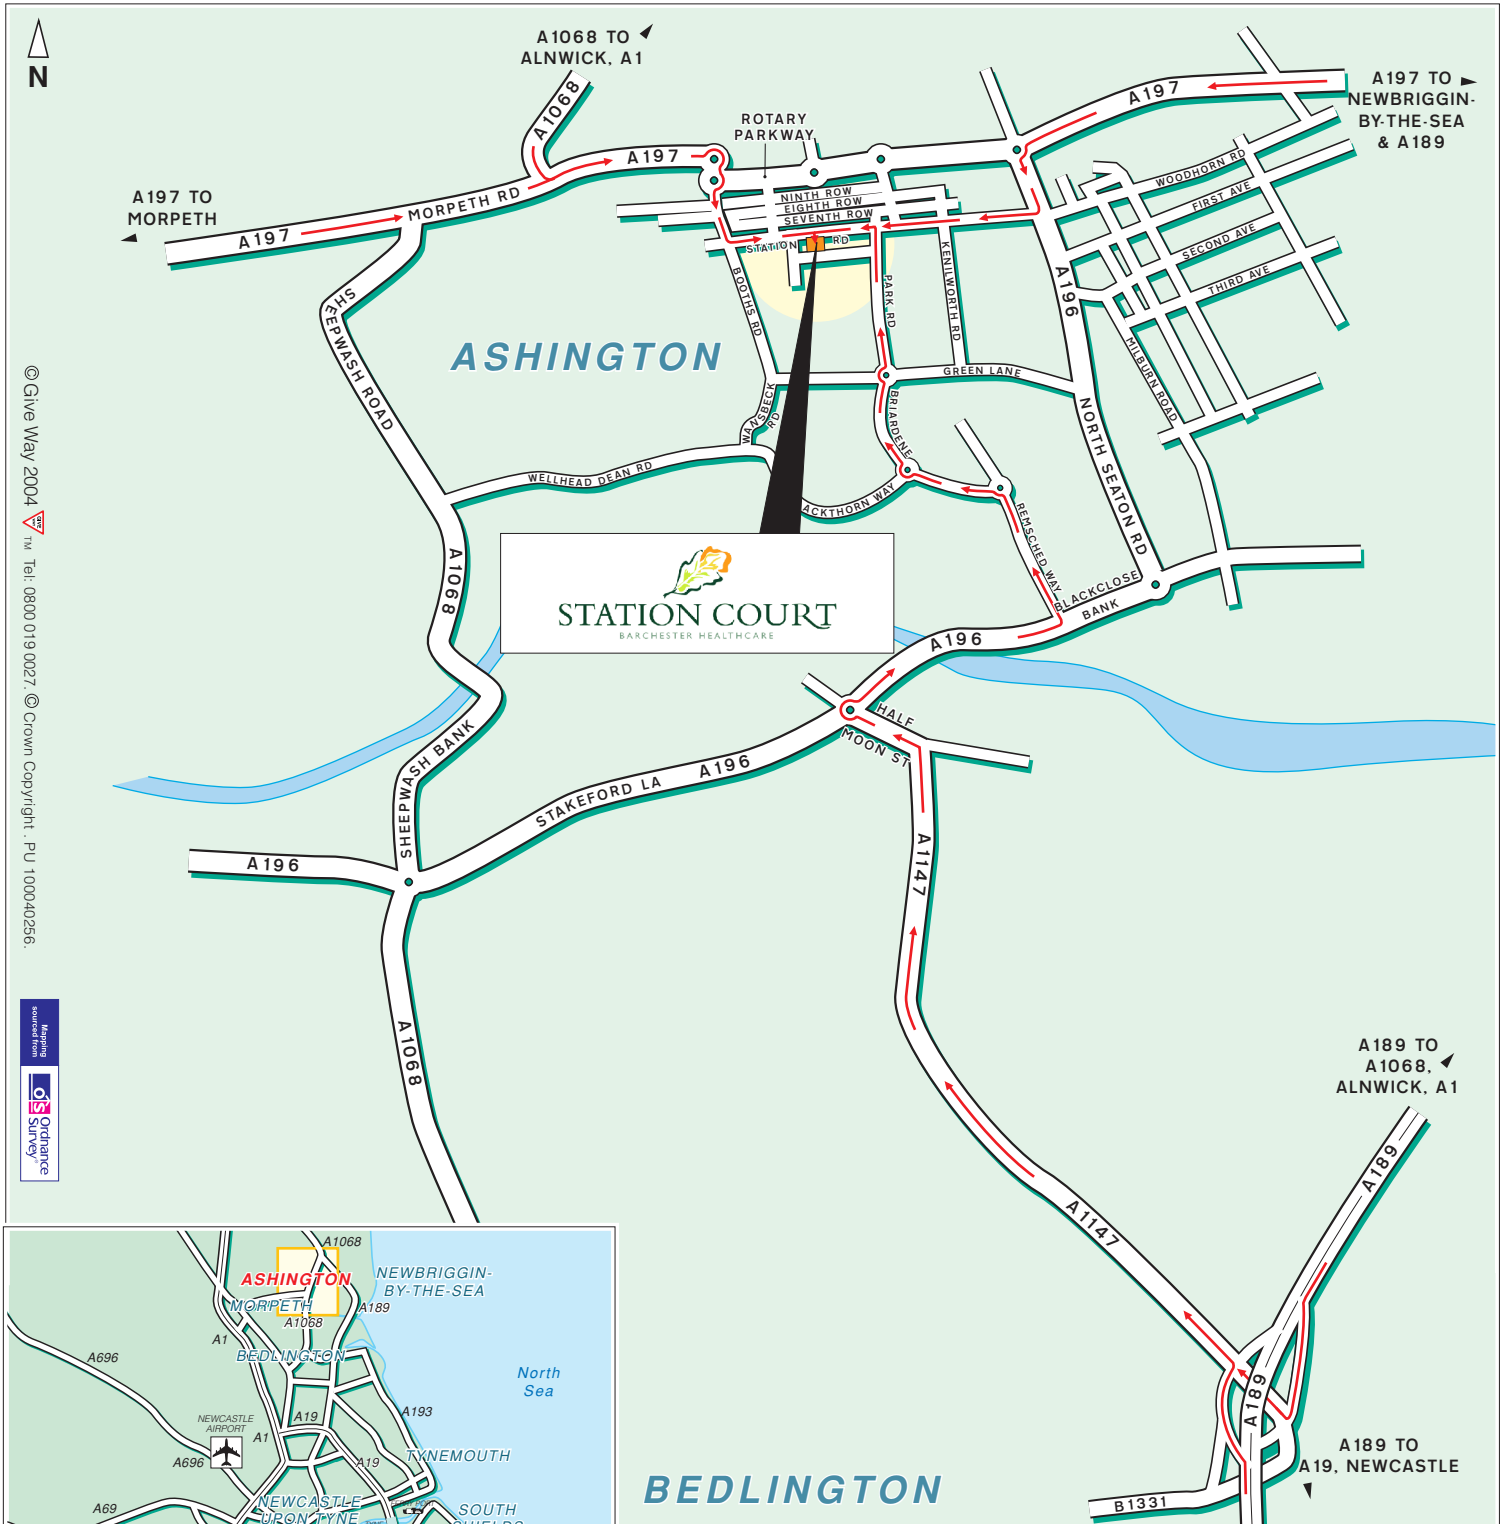 N
A1068 TO
ALNWICK, A1
A1068
A197 TO
NEWBRIGGIN-
BY-THE-SEA
& A189
A197
ROTARY
PARKWAY
A197
A197 TO
MORPETH
MORPETH RD
A197
NINTH ROW
EIGHTH ROW
SEVENTH ROW
STATION RD
WOODHORN RD
FIRST AVE
SECOND AVE
THIRD AVE
A196
KENILWORTH RD
BOOTHS RD
PARK RD
SHEEPWASH ROAD
ASHINGTON
MILBURN ROAD
GREEN LANE
WANSBECK
RD
BRIARDENE
NORTH SEATON RD
WELLHEAD DEAN RD
ACKTHORN WAY
REMSCHED WAY
BLACKCLOSE
BANK
A1068
STATION COURT
BARCHESTER HEALTHCARE
A196
HALF
MOON ST
SHEEPWASH BANK
STAKEFORD LA
A196
A196
A1147
A1068
A189 TO
A1068,
ALNWICK, A1
A189
A1147
A189
A189 TO
A19, NEWCASTLE
B1331
BEDLINGTON
© Give Way 2004 GIVE WAY ™ Tel: 0800 019 0027. © Crown Copyright . PU 100040256.
Mapping
sourced from
OS
Ordnance
Survey®
A1068
ASHINGTON
NEWBRIGGIN-
BY-THE-SEA
MORPETH
A189
A1068
A1
A696
BEDLINGTON
North
Sea
A193
A19
NEWCASTLE
AIRPORT
A1
A696
A19
TYNEMOUTH
A69
NEWCASTLE
UPON TYNE
SOUTH
SHIELDS